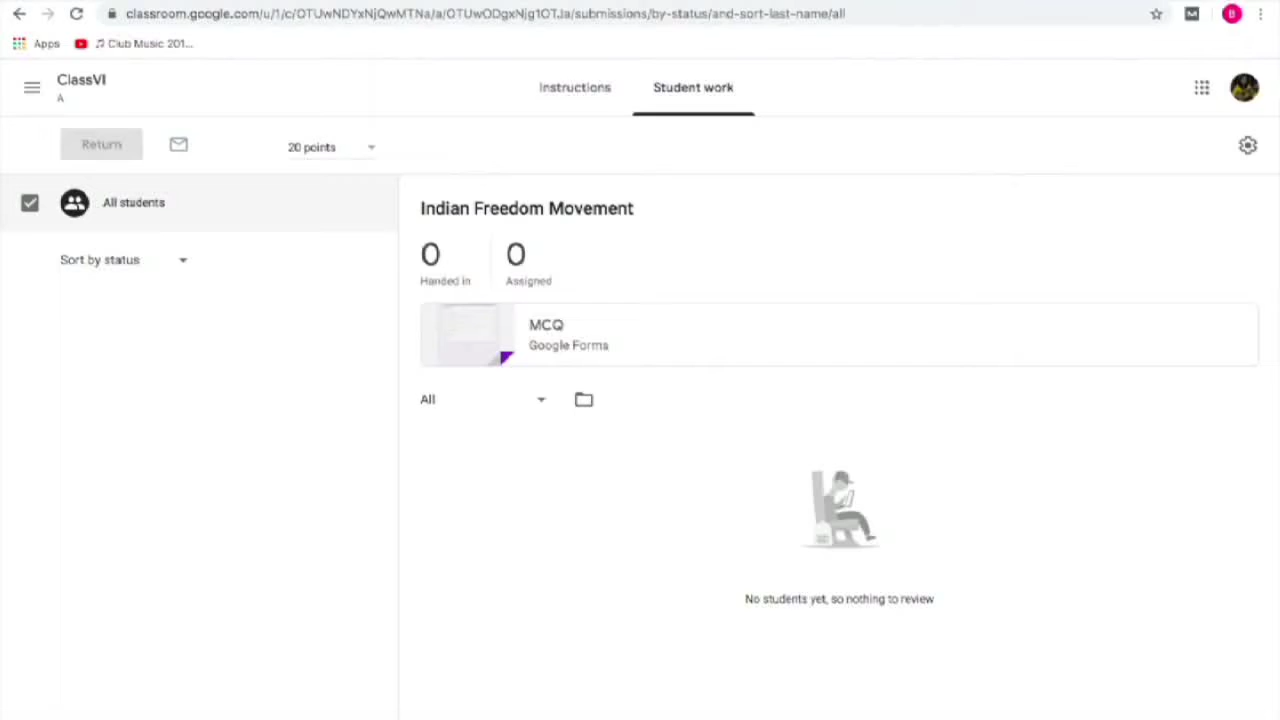 classroom.google.com/u/1/c/OTUwNDYxNjQwMTNa/a/OTUwODgxNjg1OTJa/submissions/by-status/and-sort-last-name/all
B
Apps
♫ Club Music 201...
ClassVI
A
Instructions
Student work
Return
20 points
All students
Sort by status
Indian Freedom Movement
0
0
Handed in
Assigned
MCQ
Google Forms
All
No students yet, so nothing to review